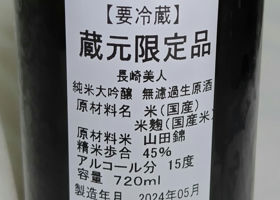 【要冷蔵】
蔵元限定品
長崎美人
純米大吟醸 無濾過生原酒
原材料名 米(国産)
米麹(国産米)
原料米 山田錦
精米歩合 45%
アルコール分 15度
容量 720ml
製造年月 2024年05月